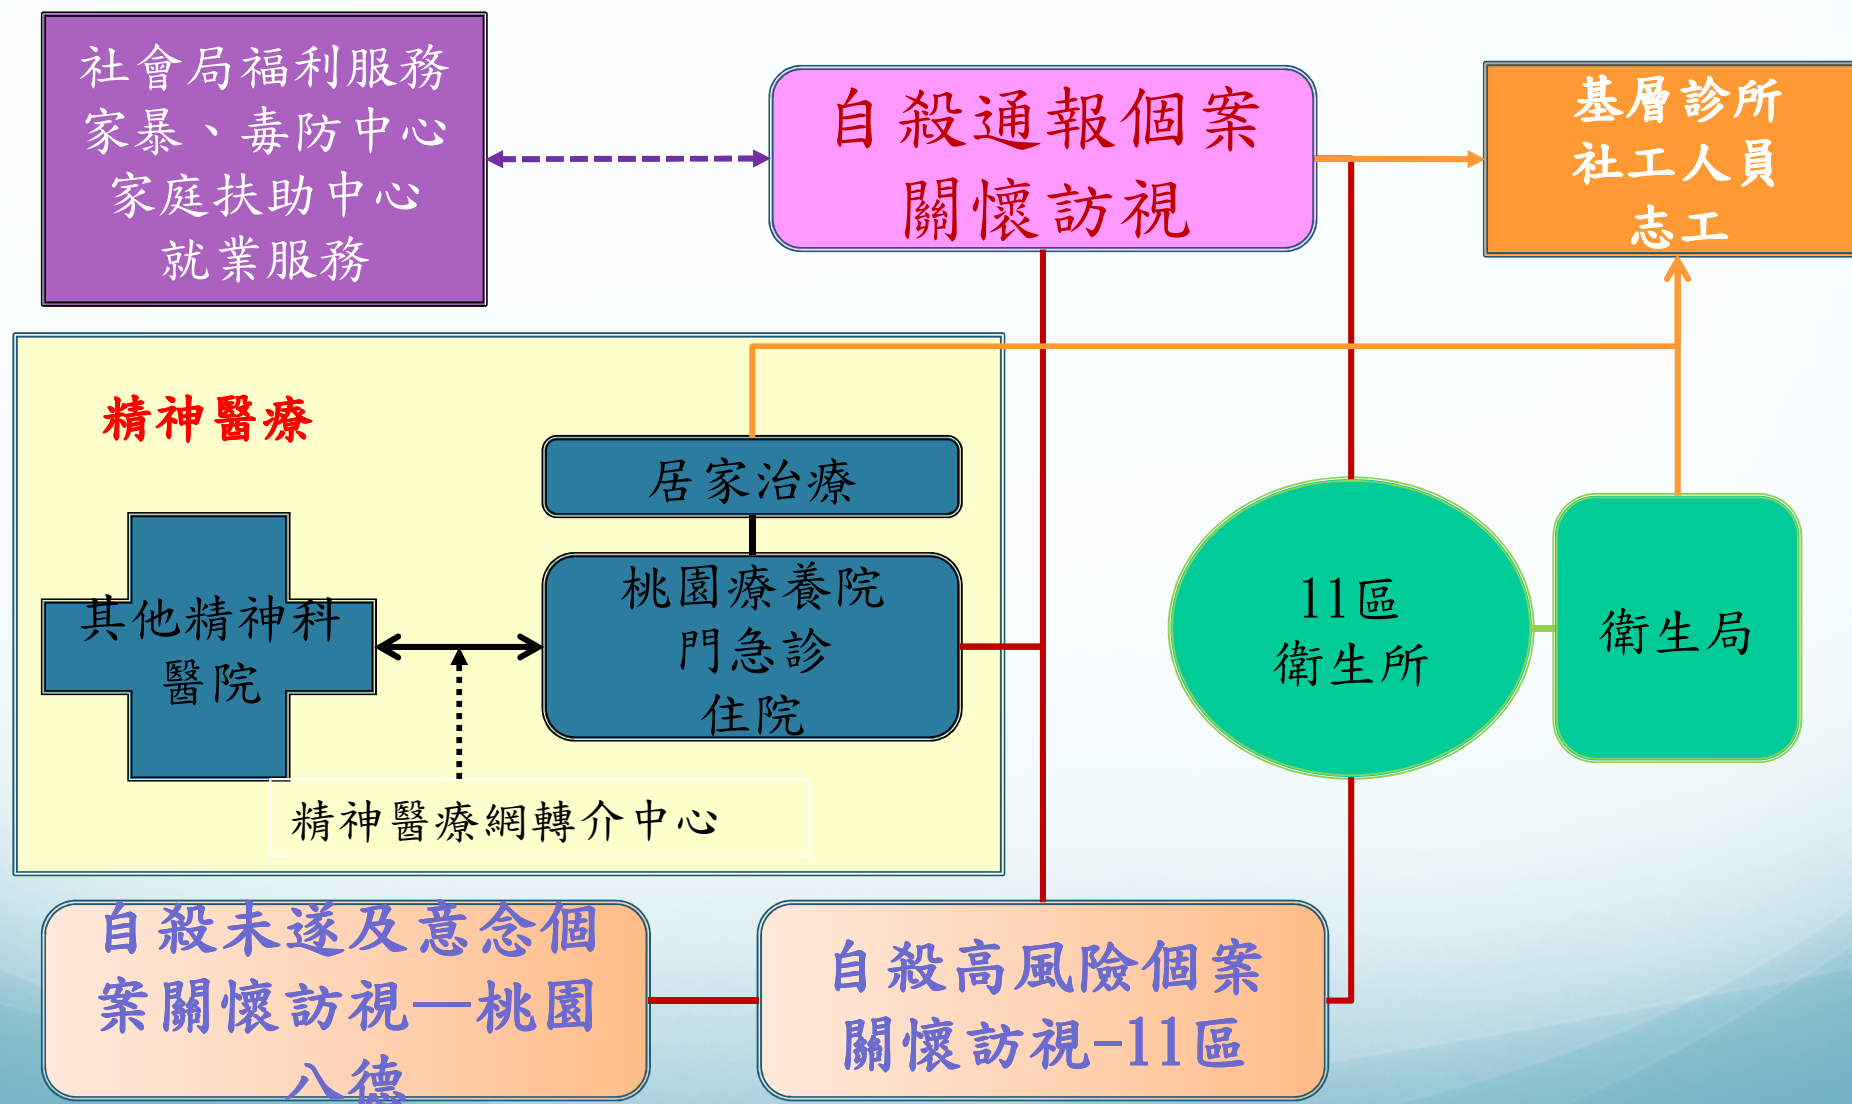 社會局福利服務
家暴、毒防中心
家庭扶助中心
就業服務
自殺通報個案
關懷訪視
基層診所
社工人員
志工
精神醫療
居家治療
其他精神科
醫院
桃園療養院
門急診
住院
精神醫療網轉介中心
11區
衛生所
衛生局
自殺未遂及意念個
案關懷訪視—桃園
八德
自殺高風險個案
關懷訪視-11區